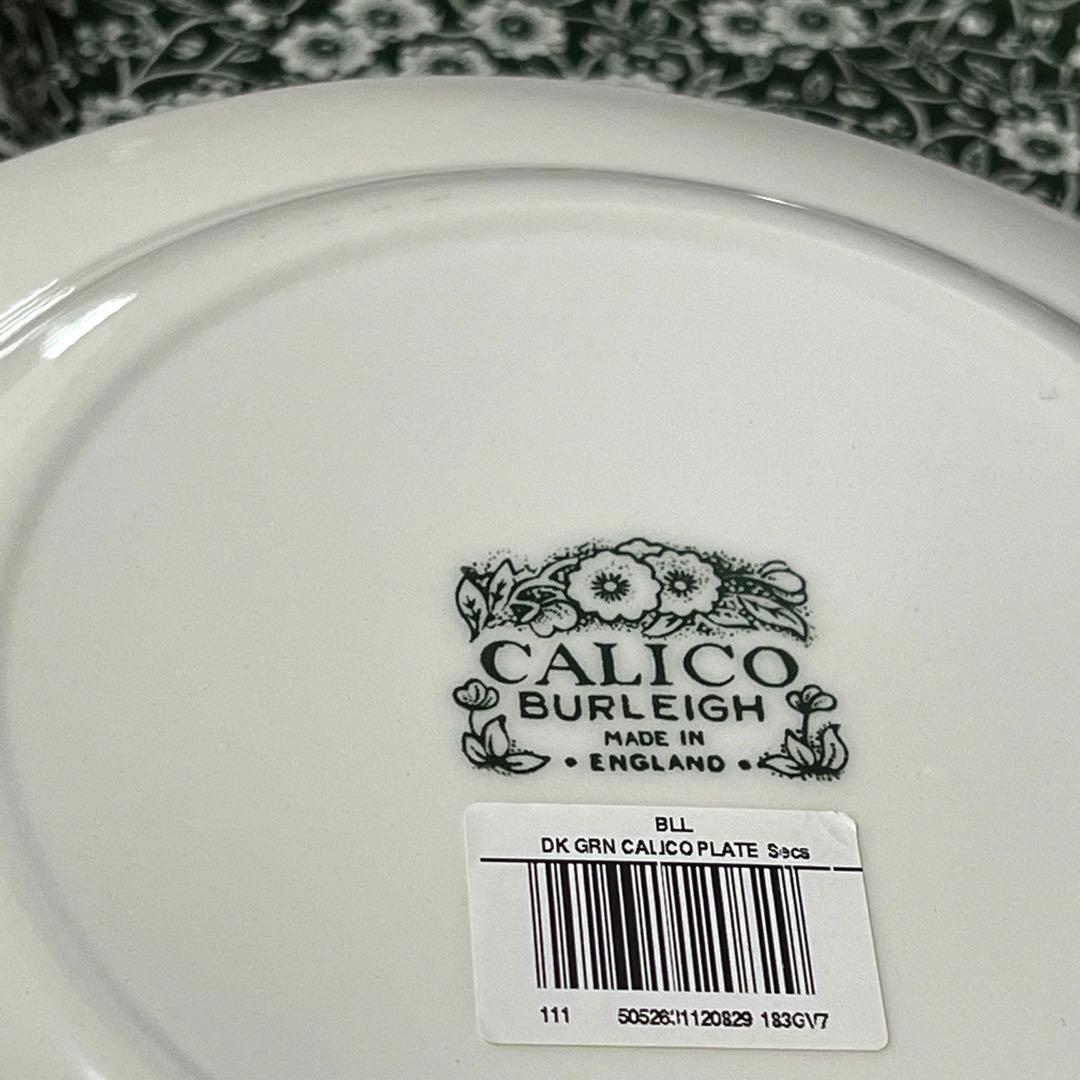 CALICO
BURLEIGH
MADE IN
• ENGLAND •
BLL
DK GRN CALICO PLATE Secs
111